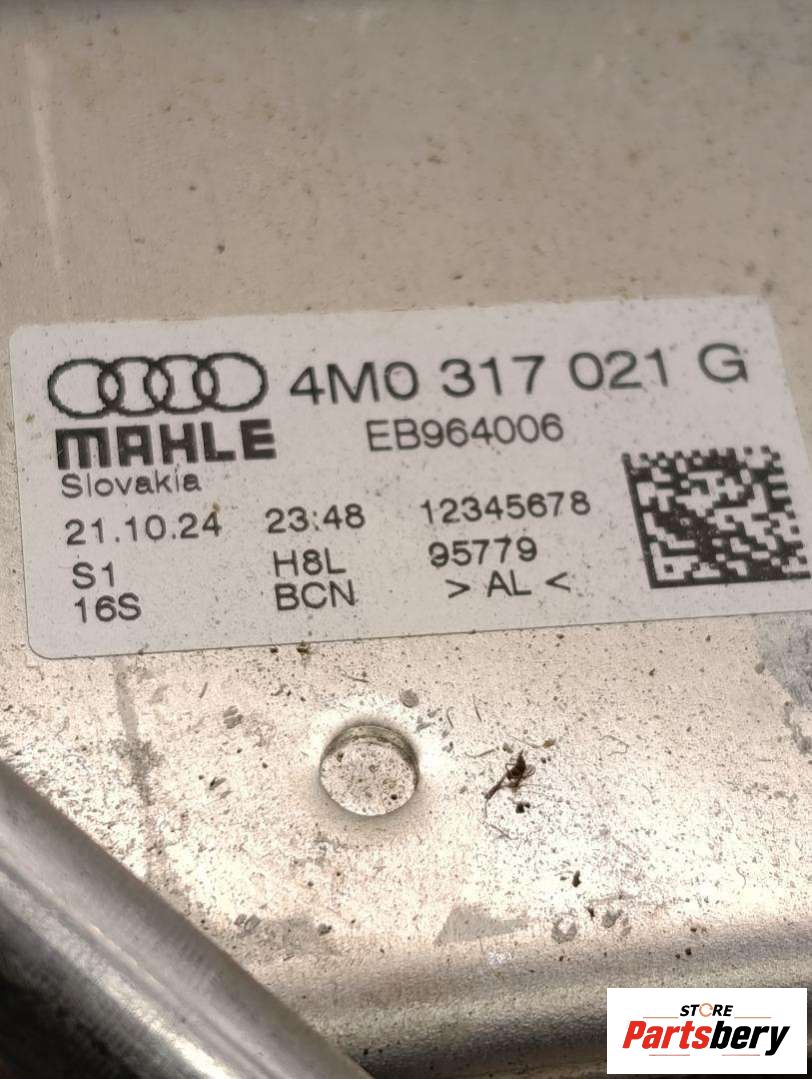 4M0 317 021 G
MAHLE EB964006
Slovakia
21.10.24 23:48 12345678
S1 H8L 95779
16S BCN > AL <
STORE
Partsbery